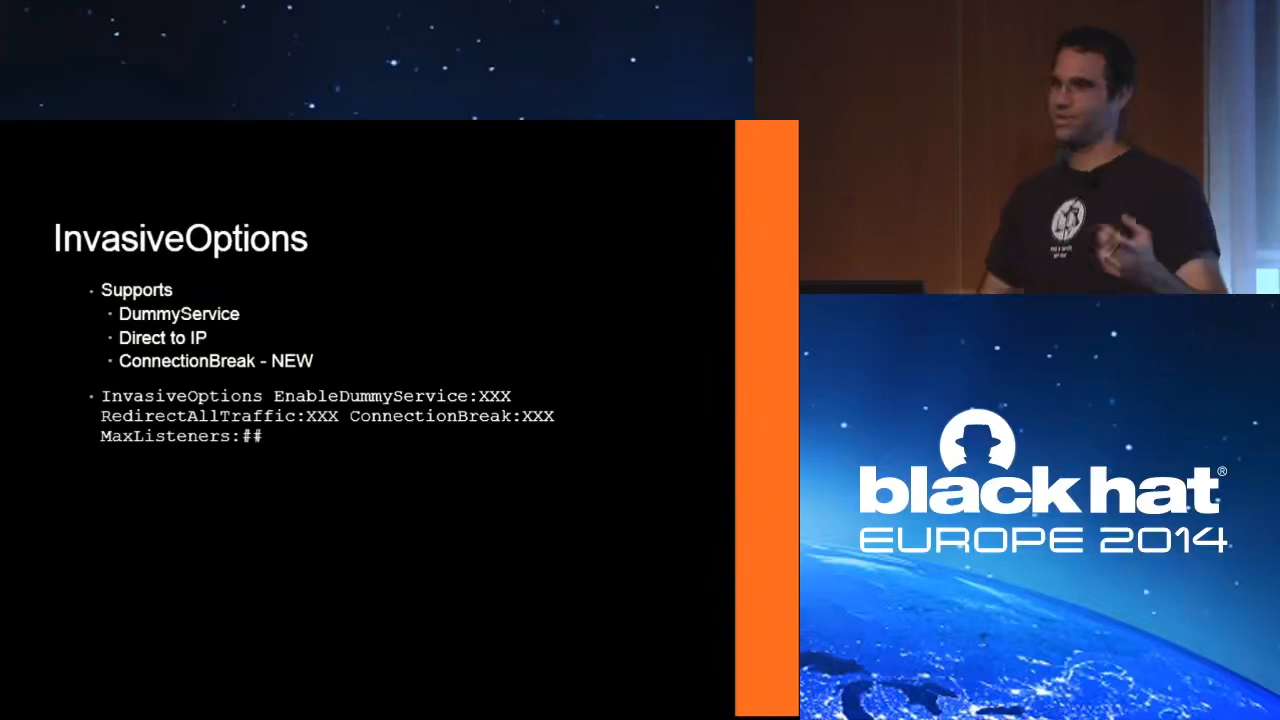 InvasiveOptions
Supports
DummyService
Direct to IP
ConnectionBreak - NEW
InvasiveOptions EnableDummyService:XXX
RedirectAllTraffic:XXX ConnectionBreak:XXX
MaxListeners:##
black hat®
EUROPE 2014